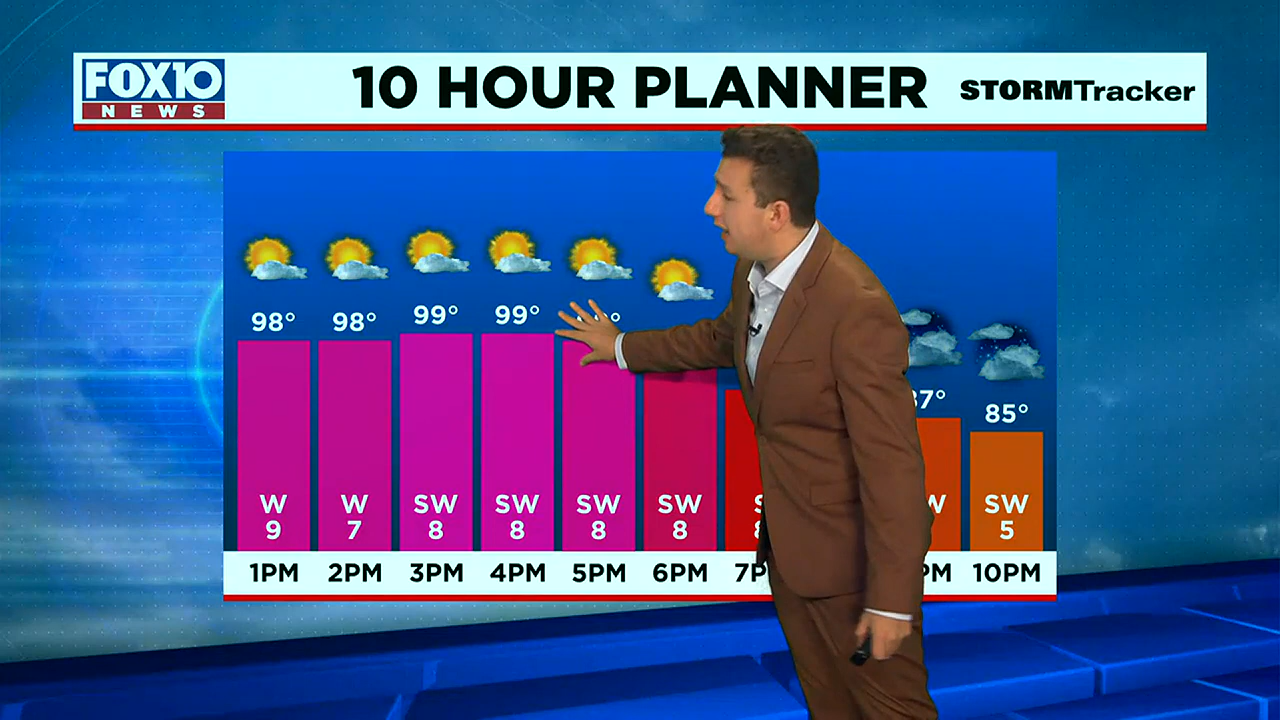 FOX10
NEWS
10 HOUR PLANNER
STORMTracker
98° 98° 99° 99° 85°
W W SW SW SW SW SW
9 7 8 8 8 8 5
1PM 2PM 3PM 4PM 5PM 6PM 10PM